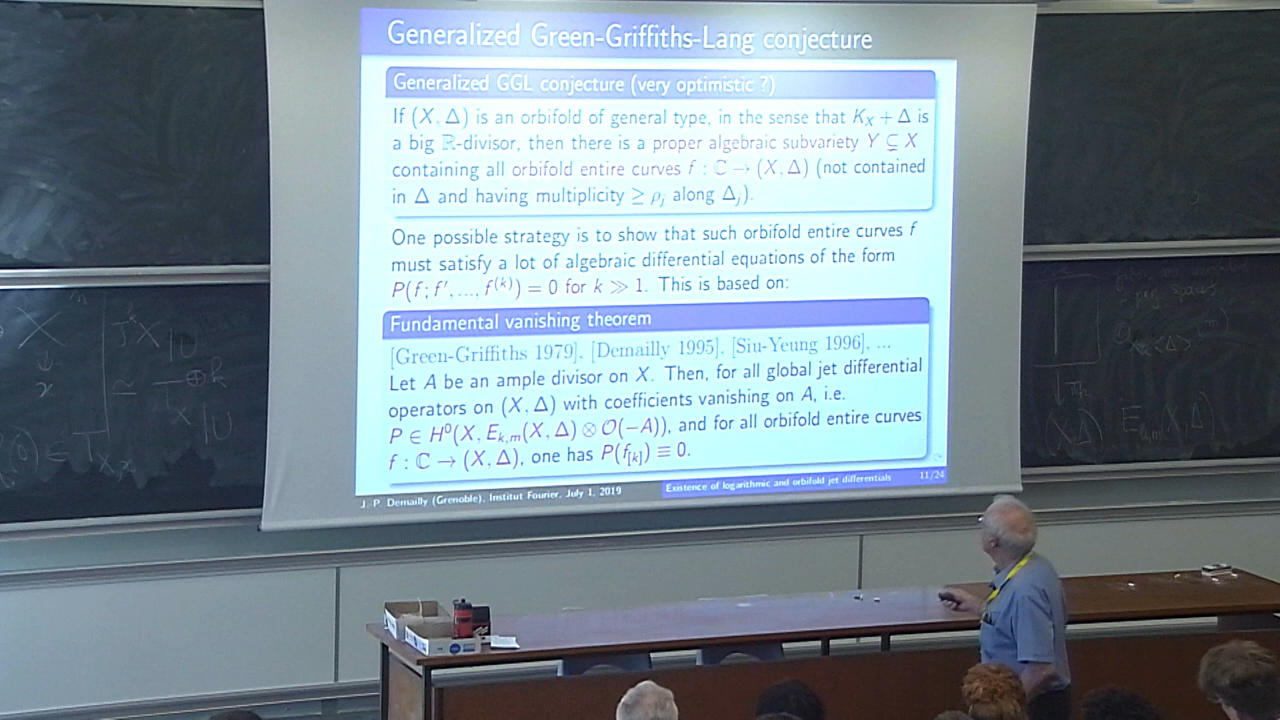 Generalized Green-Griffiths-Lang conjecture
Generalized GGL conjecture (very optimistic ?)
If (X, Δ) is an orbifold of general type, in the sense that K_X + Δ is
a big ℝ-divisor, then there is a proper algebraic subvariety Y ⊊ X
containing all orbifold entire curves f : ℂ → (X, Δ) (not contained
in Δ and having multiplicity ≥ ρ_j along Δ_j).
One possible strategy is to show that such orbifold entire curves f
must satisfy a lot of algebraic differential equations of the form
P(f; f′, ..., f^(k)) = 0 for k ≫ 1. This is based on:
Fundamental vanishing theorem
[Green-Griffiths 1979], [Demailly 1995], [Siu-Yeung 1996], ...
Let A be an ample divisor on X. Then, for all global jet differential
operators on (X, Δ) with coefficients vanishing on A, i.e.
P ∈ H⁰(X, E_{k,m}(X, Δ) ⊗ O(−A)), and for all orbifold entire curves
f : ℂ → (X, Δ), one has P(f_{[k]}) ≡ 0.
J.-P. Demailly (Grenoble), Institut Fourier, July 1, 2019
Existence of logarithmic and orbifold jet differentials
11/24